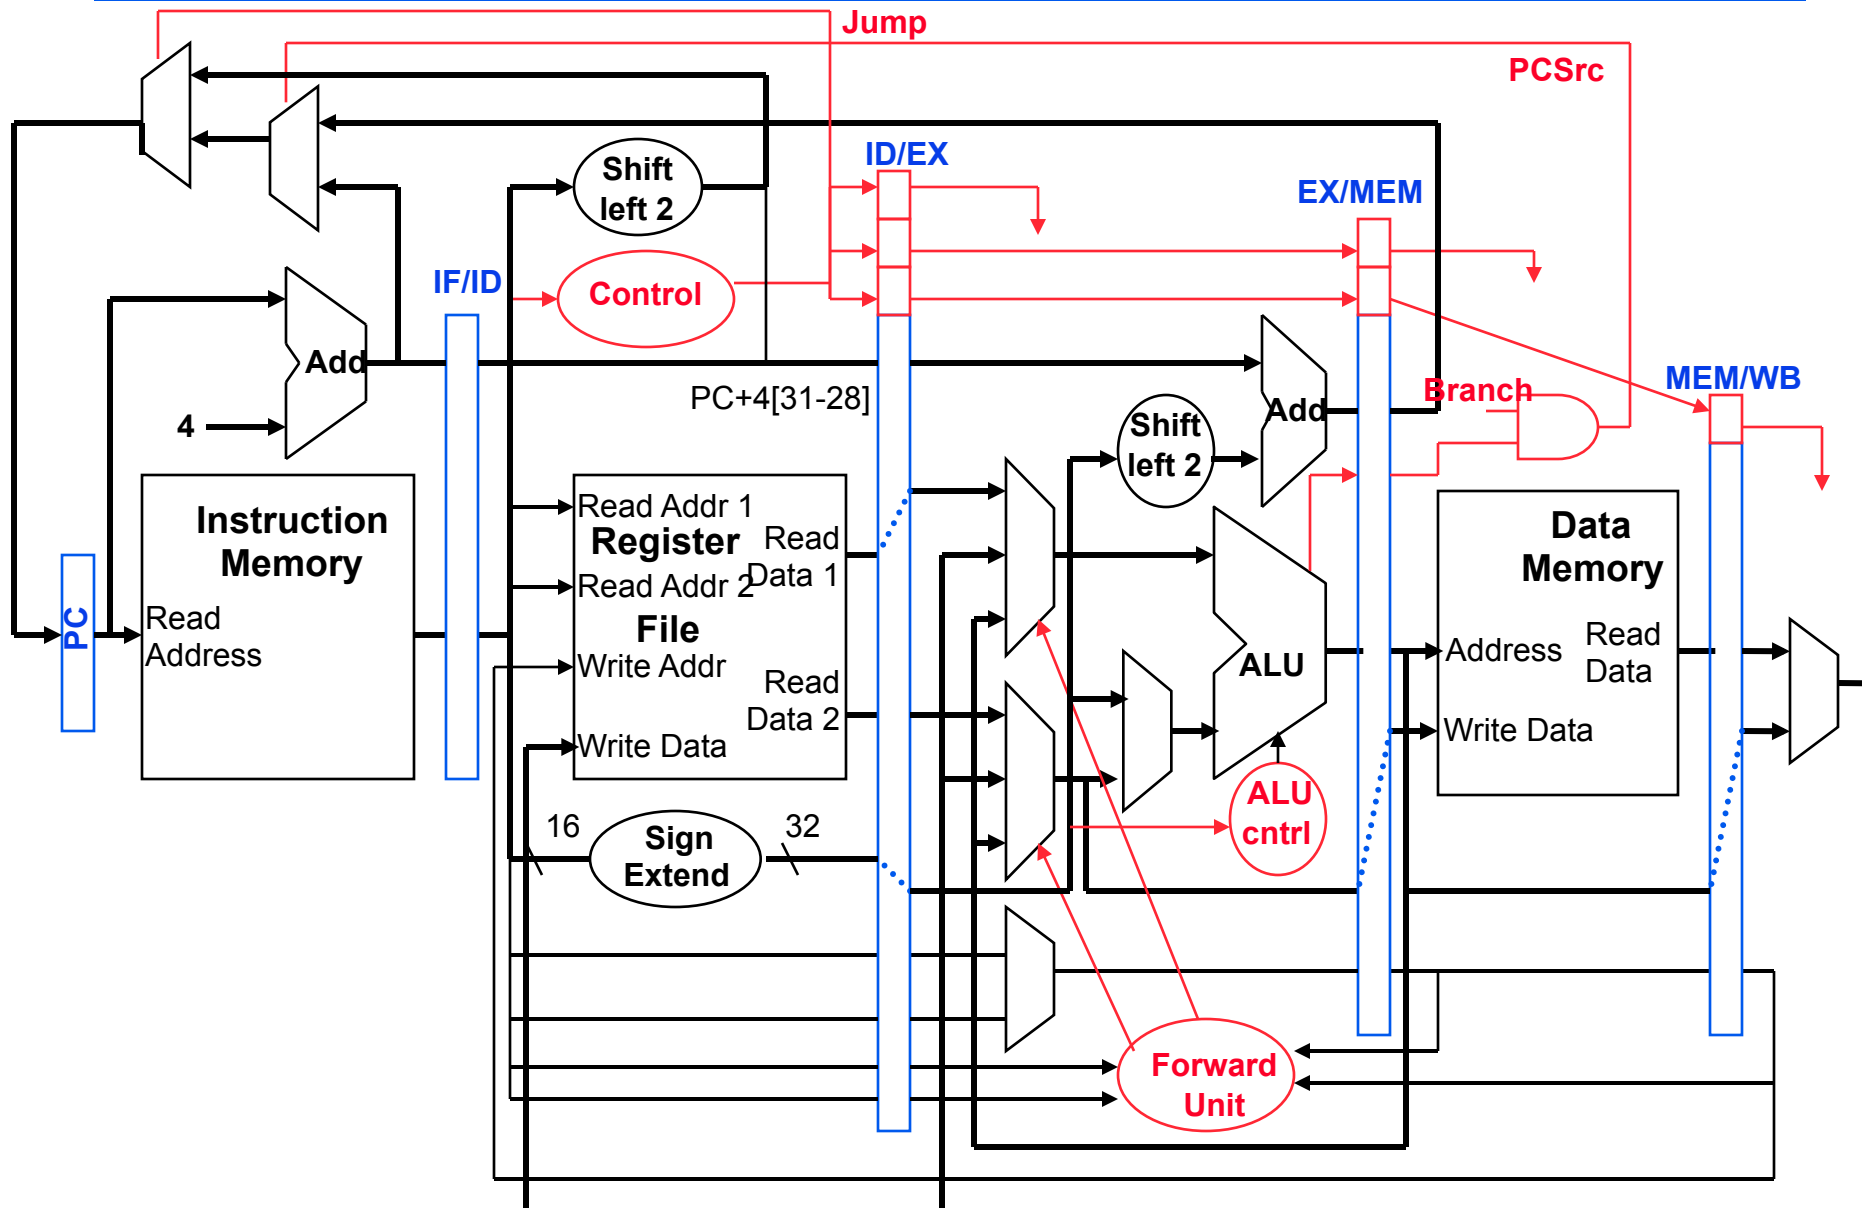 Jump
PCSrc
ID/EX
Shift
left 2
EX/MEM
IF/ID
Control
Add
MEM/WB
PC+4[31-28]
Branch
4
Shift
left 2
Add
Instruction
Memory
Read Addr 1
Register
Read
Data 1
Read Addr 2
File
Write Addr
Read
Data 2
Write Data
Data
Memory
PC
Read
Address
ALU
Address
Read
Data
Write Data
ALU
cntrl
16
Sign
Extend
32
Forward
Unit